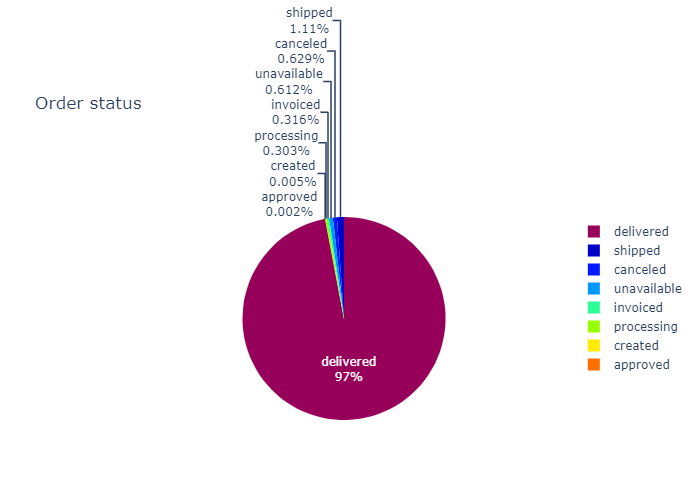 shipped
1.11%
canceled
0.629%
unavailable
0.612%
invoiced
0.316%
processing
0.303%
created
0.005%
approved
0.002%
Order status
delivered
97%
delivered
shipped
canceled
unavailable
invoiced
processing
created
approved